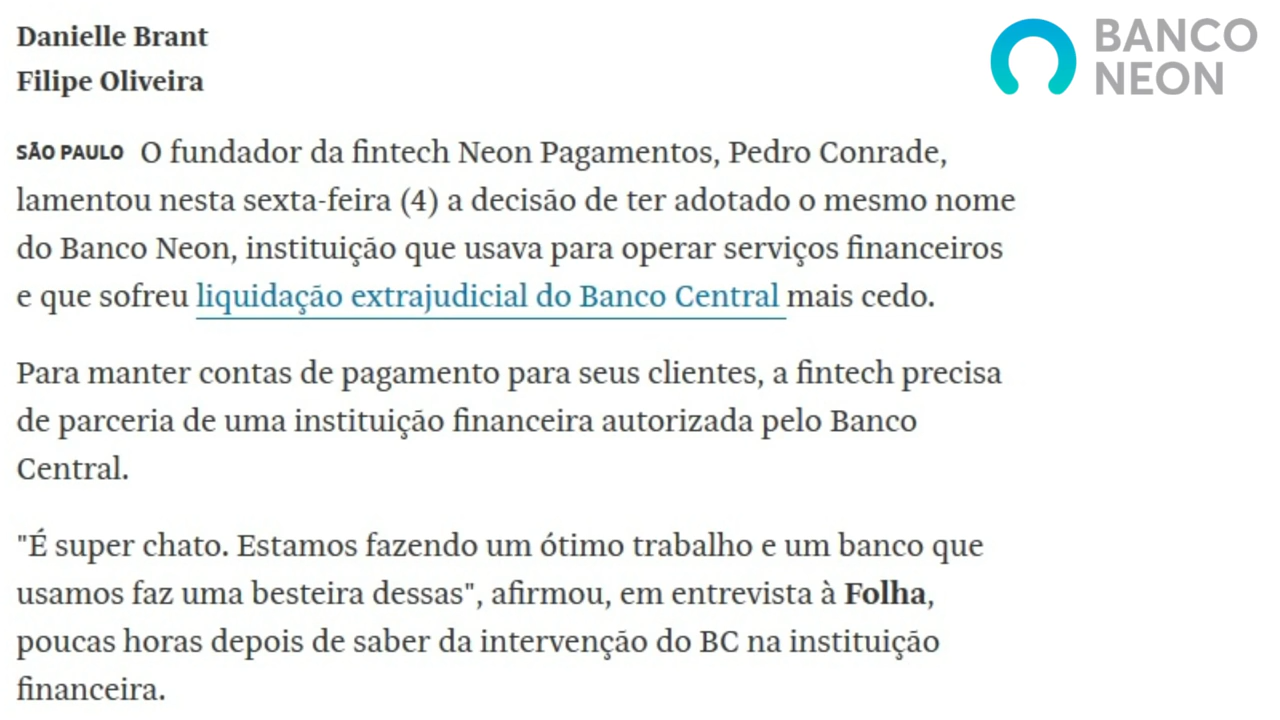 Danielle Brant
Filipe Oliveira
BANCO
NEON
SÃO PAULO O fundador da fintech Neon Pagamentos, Pedro Conrade,
lamentou nesta sexta-feira (4) a decisão de ter adotado o mesmo nome
do Banco Neon, instituição que usava para operar serviços financeiros
e que sofreu liquidação extrajudicial do Banco Central mais cedo.
Para manter contas de pagamento para seus clientes, a fintech precisa
de parceria de uma instituição financeira autorizada pelo Banco
Central.
"É super chato. Estamos fazendo um ótimo trabalho e um banco que
usamos faz uma besteira dessas", afirmou, em entrevista à Folha,
poucas horas depois de saber da intervenção do BC na instituição
financeira.